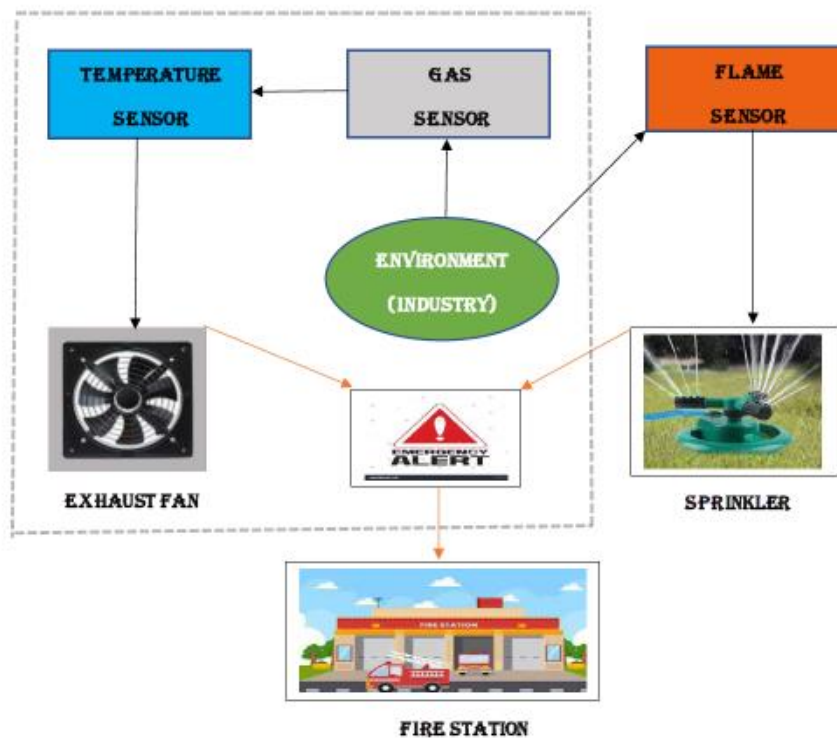 TEMPERATURE
SENSOR
GAS
SENSOR
FLAME
SENSOR
ENVIRONMENT
(INDUSTRY)
EMERGENCY
ALERT
EXHAUST FAN
SPRINKLER
FIRE STATION
FIRE STATION